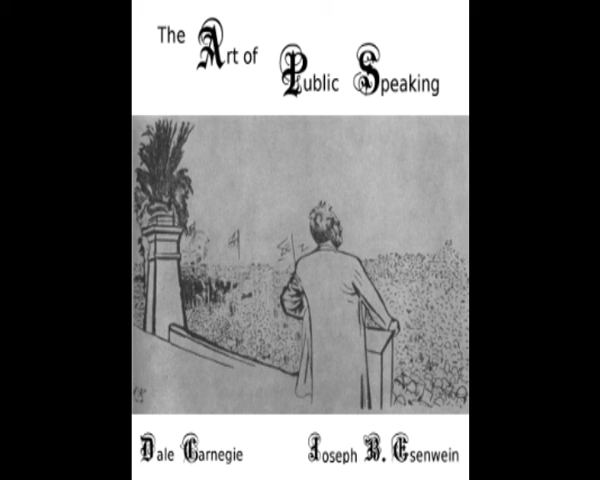 The Art of
Public Speaking
Dale Carnegie
Joseph B. Esenwein